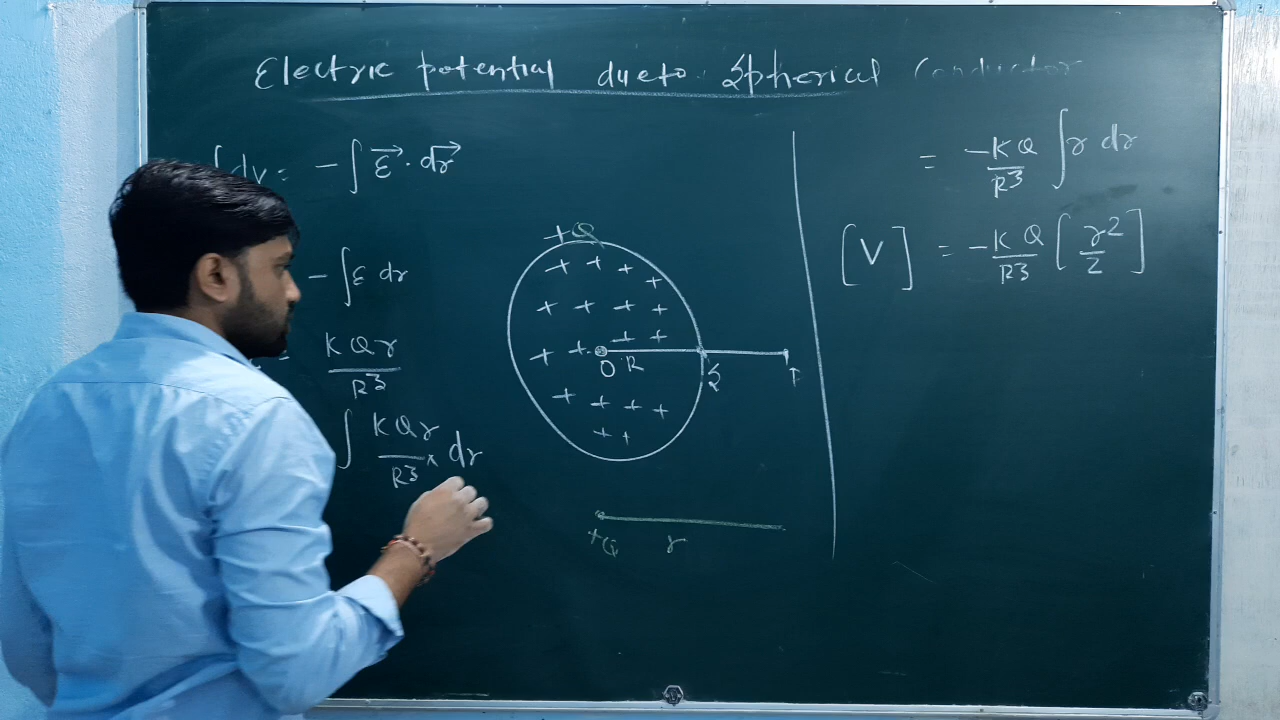 Electric potential due to Spherical Conductor
∫dv = -∫ E⃗ · dr⃗
-∫ E dr
= KQr/R³
∫ KQr/R³ × dr
+Q
O R S P
+Q r
= -KQ/R³ ∫ r dr
[V] = -KQ/R³ [r²/2]